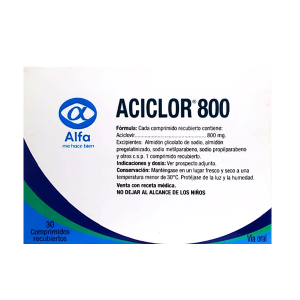 α
Alfa
me hace bien
ACICLOR® 800
Fórmula: Cada comprimido recubierto contiene:
Aciclovir.................................................. 800 mg.
Excipientes: Almidón glicolato de sodio, almidón
pregelatinizado, sodio metilparabeno, sodio propilparabeno
y otros c.s.p. 1 comprimido recubierto.
Indicaciones y dosis: Ver prospecto adjunto.
Conservación: Manténgase en un lugar fresco y seco a una
temperatura menor de 30°C. Protéjase de la luz y la humedad.
Venta con receta médica.
NO DEJAR AL ALCANCE DE LOS NIÑOS
30
Comprimidos
recubiertos
Vía oral